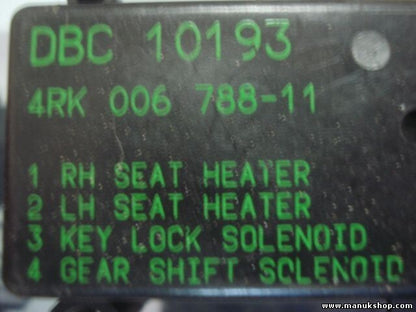 DBC 10193
4RK 006 788-11
1 RH SEAT HEATER
2 LH SEAT HEATER
3 KEY LOCK SOLENOID
4 GEAR SHIFT SOLENOID
www.manukshop.com